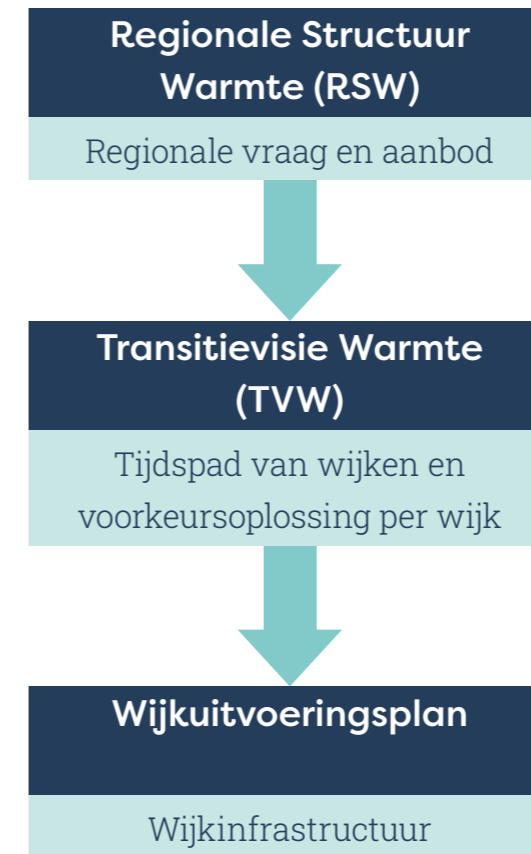 Regionale Structuur
Warmte (RSW)
Regionale vraag en aanbod
Transitievisie Warmte
(TVW)
Tijdspad van wijken en
voorkeursoplossing per wijk
Wijkuitvoeringsplan
Wijkinfrastructuur